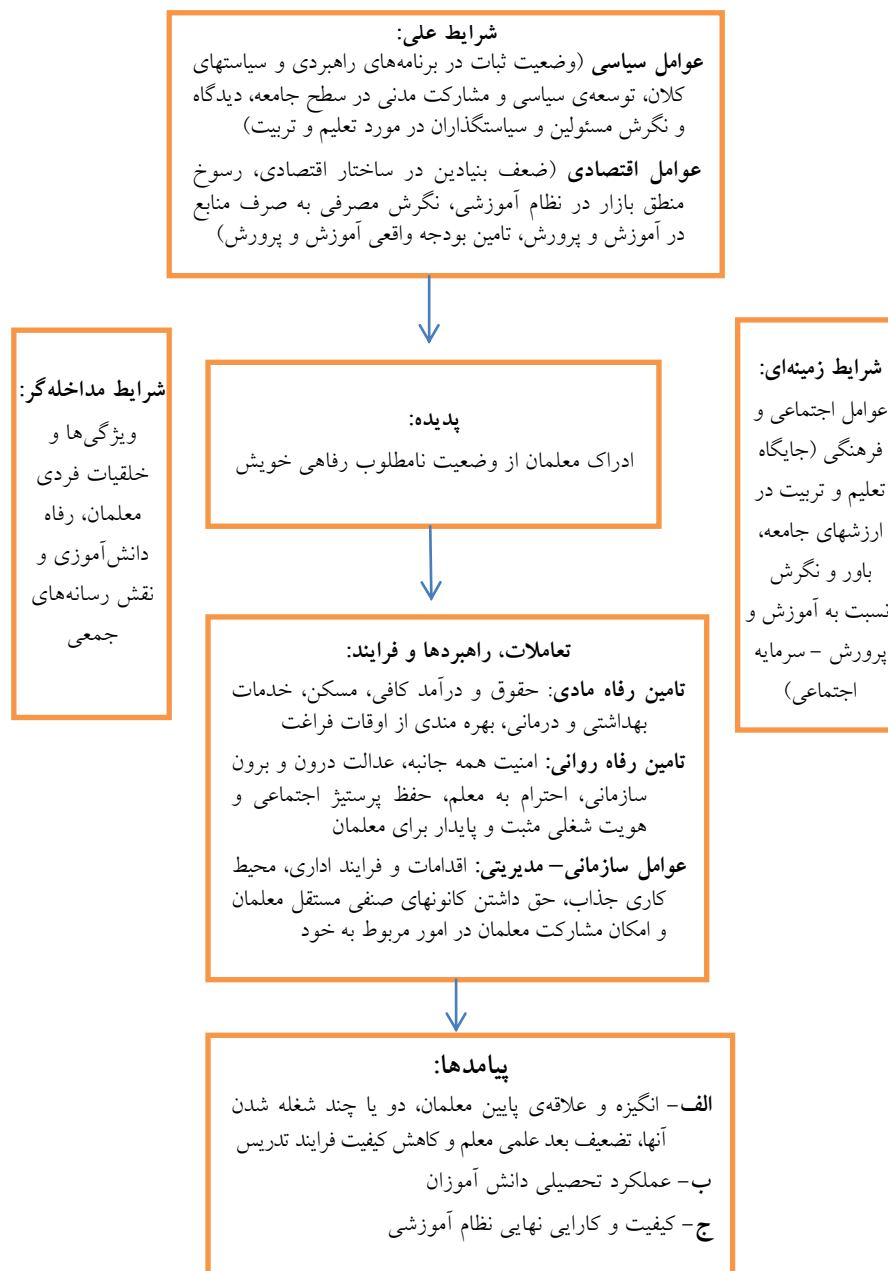 شرایط علی:
عوامل سیاسی (وضعیت ثبات در برنامه‌های راهبردی و سیاستهای
کلان، توسعه‌ی سیاسی و مشارکت مدنی در سطح جامعه، دیدگاه
و نگرش مسئولین و سیاستگذاران در مورد تعلیم و تربیت)
عوامل اقتصادی (ضعف بنیادین در ساختار اقتصادی، رسوخ
منطق بازار در نظام آموزشی، نگرش مصرفی به صرف منابع
در آموزش و پرورش، تامین بودجه واقعی آموزش و پرورش)
شرایط زمینه‌ای:
عوامل اجتماعی و
فرهنگی (جایگاه
تعلیم و تربیت در
ارزشهای جامعه،
باور و نگرش
نسبت به آموزش و
پرورش – سرمایه
اجتماعی)
پدیده:
ادراک معلمان از وضعیت نامطلوب رفاهی خویش
شرایط مداخله‌گر:
ویژگی‌ها و
خلقیات فردی
معلمان، رفاه
دانش‌آموزی و
نقش رسانه‌های
جمعی
تعاملات، راهبردها و فرایند:
تامین رفاه مادی: حقوق و درآمد کافی، مسکن، خدمات
بهداشتی و درمانی، بهره مندی از اوقات فراغت
تامین رفاه روانی: امنیت همه جانبه، عدالت درون و برون
سازمانی، احترام به معلم، حفظ پرستیژ اجتماعی و
هویت شغلی مثبت و پایدار برای معلمان
عوامل سازمانی– مدیریتی: اقدامات و فرایند اداری، محیط
کاری جذاب، حق داشتن کانونهای صنفی مستقل معلمان
و امکان مشارکت معلمان در امور مربوط به خود
پیامدها:
الف– انگیزه و علاقه‌ی پایین معلمان، دو یا چند شغله شدن
آنها، تضعیف بعد علمی معلم و کاهش کیفیت فرایند تدریس
ب– عملکرد تحصیلی دانش آموزان
ج– کیفیت و کارایی نهایی نظام آموزشی